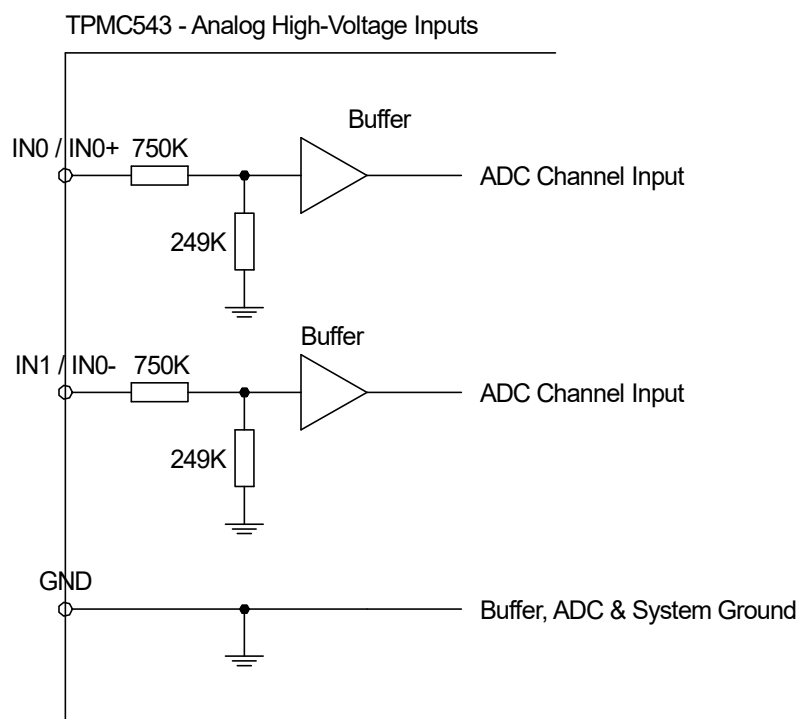 TPMC543 - Analog High-Voltage Inputs
Buffer
IN0 / IN0+ 750K
ADC Channel Input
249K
Buffer
IN1 / IN0- 750K
ADC Channel Input
249K
GND
Buffer, ADC & System Ground